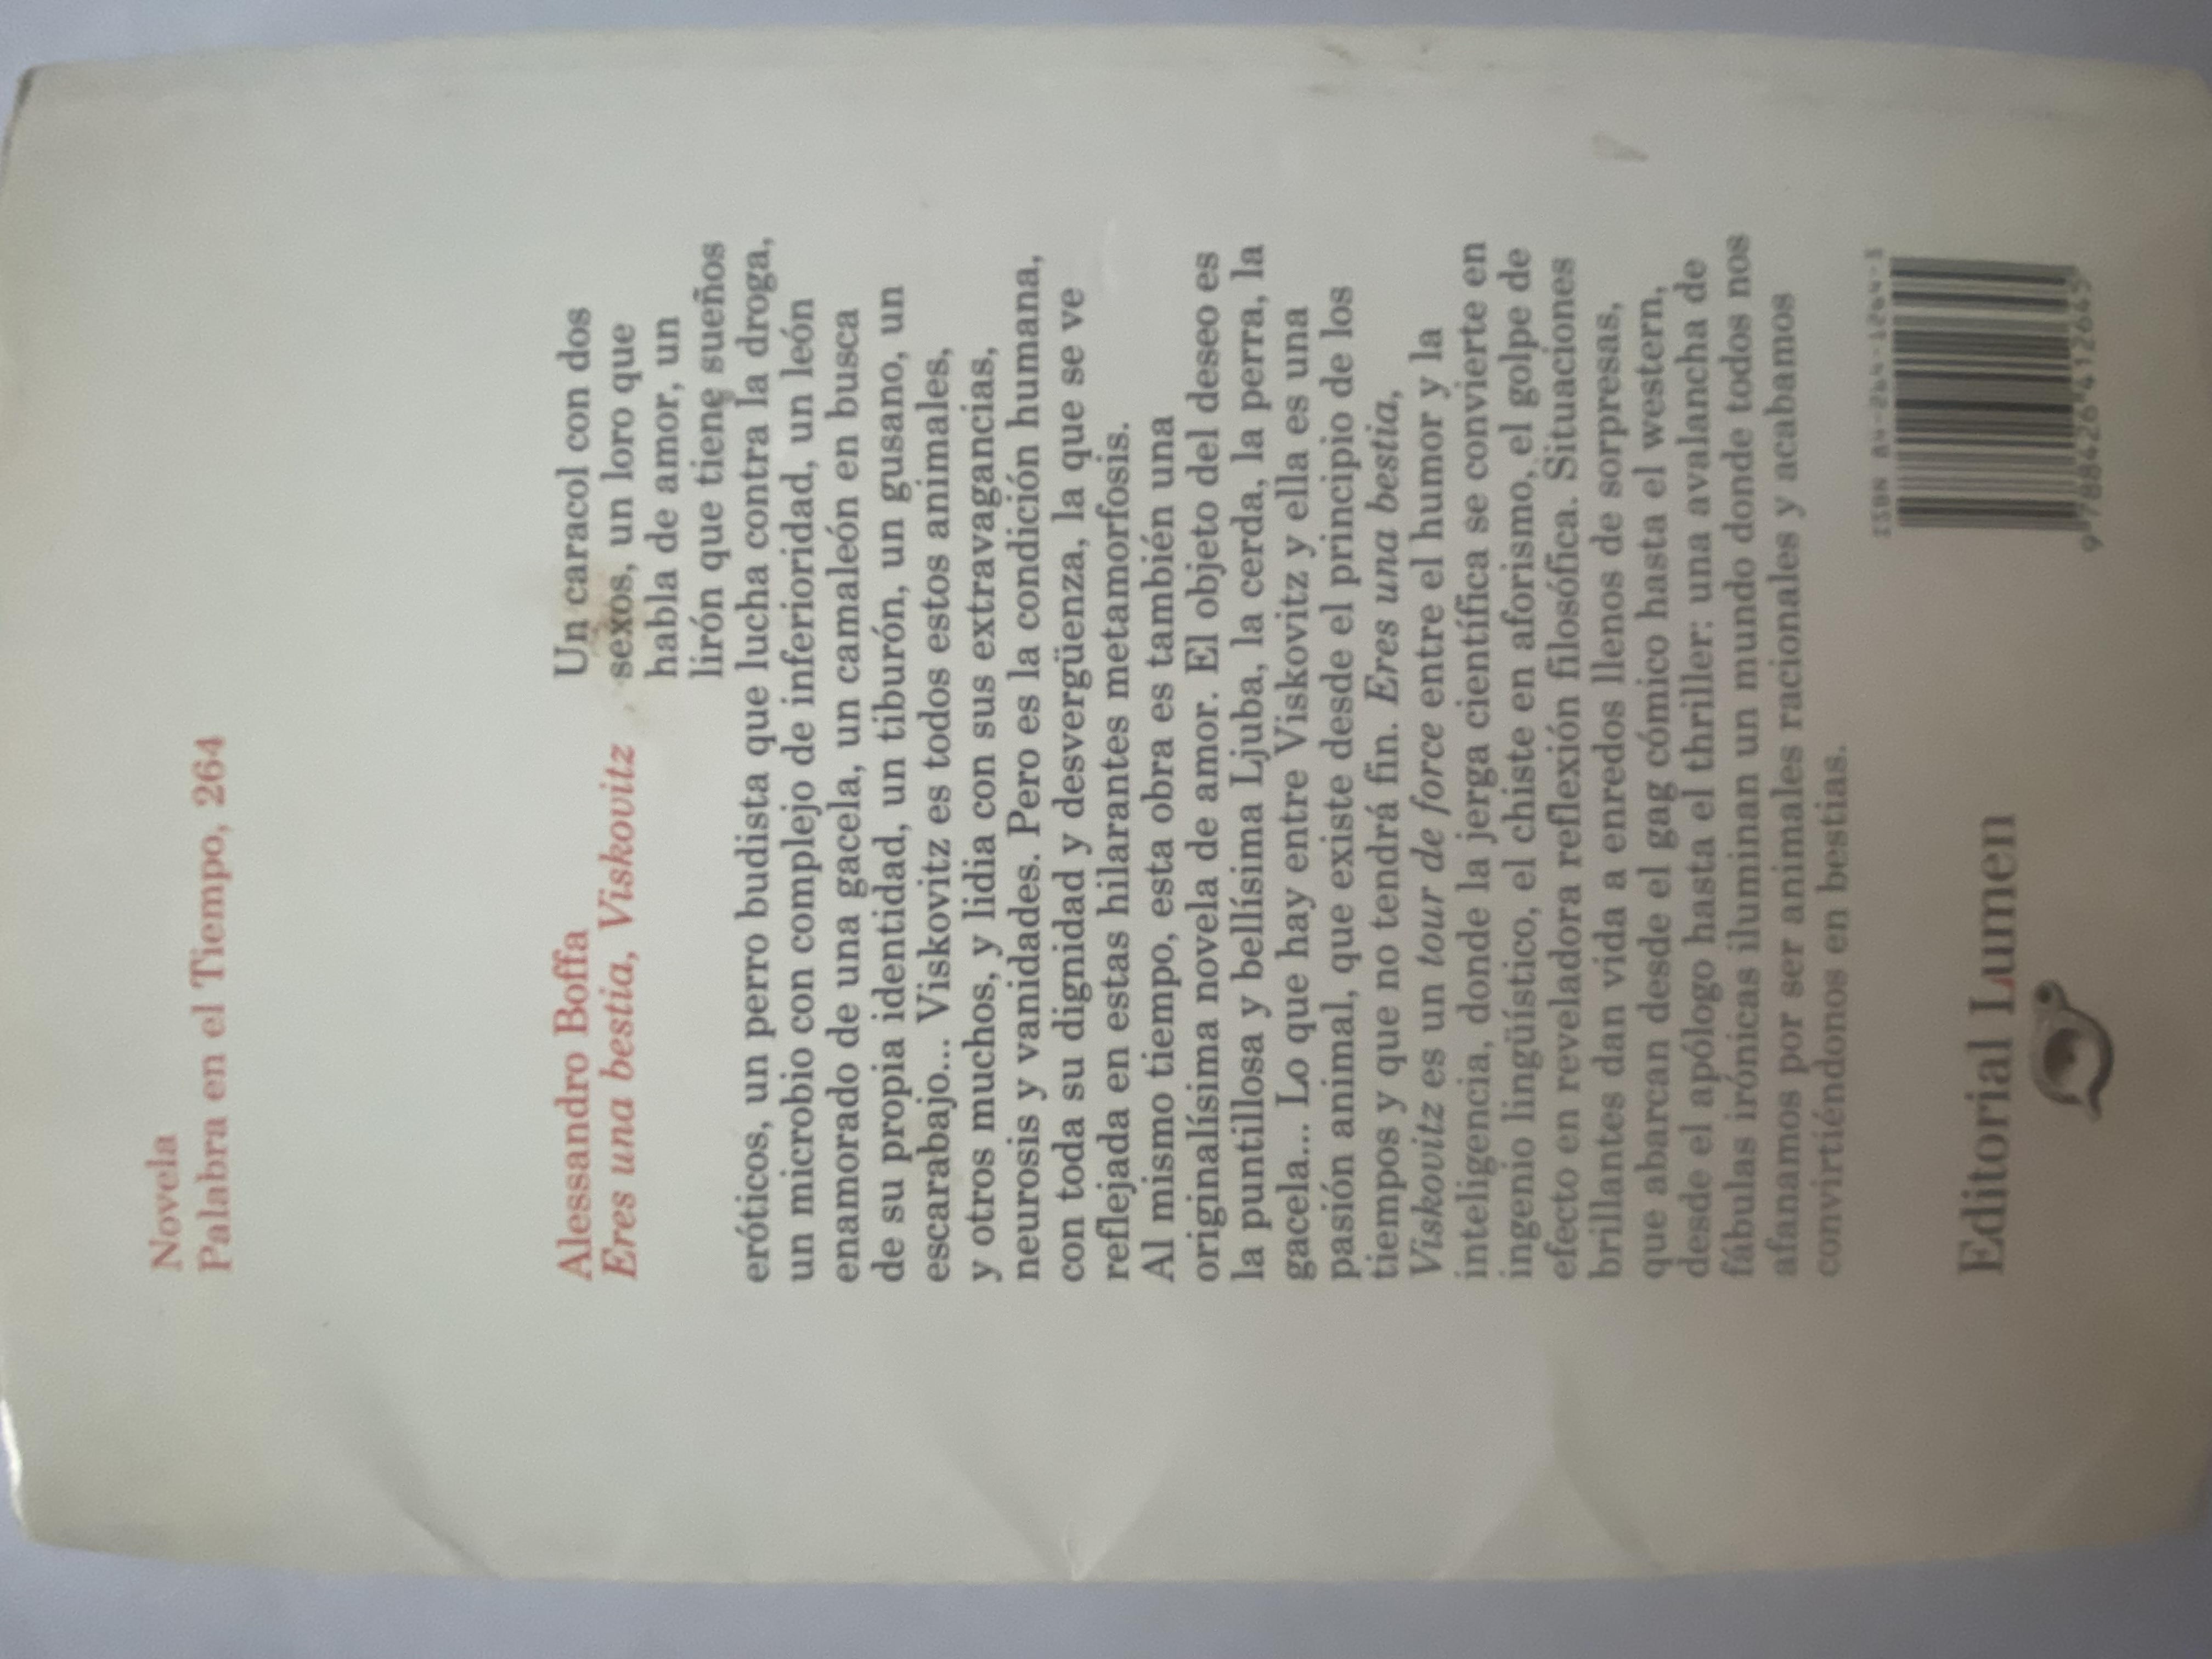 Novela
Palabra en el Tiempo, 264
Alessandro Boffa
Eres una bestia, Viskovitz
Un caracol con dos
sexos, un loro que
habla de amor, un
lirón que tiene sueños
eróticos, un perro budista que lucha contra la droga,
un microbio con complejo de inferioridad, un león
enamorado de una gacela, un camaleón en busca
de su propia identidad, un tiburón, un gusano, un
escarabajo... Viskovitz es todos estos animales,
y otros muchos, y lidia con sus extravagancias,
neurosis y vanidades. Pero es la condición humana,
con toda su dignidad y desvergüenza, la que se ve
reflejada en estas hilarantes metamorfosis.
Al mismo tiempo, esta obra es también una
originalísima novela de amor. El objeto del deseo es
la puntillosa y bellísima Ljuba, la cerda, la perra, la
gacela... Lo que hay entre Viskovitz y ella es una
pasión animal, que existe desde el principio de los
tiempos y que no tendrá fin. Eres una bestia,
Viskovitz es un tour de force entre el humor y la
inteligencia, donde la jerga científica se convierte en
ingenio lingüístico, el chiste en aforismo, el golpe de
efecto en reveladora reflexión filosófica. Situaciones
brillantes dan vida a enredos llenos de sorpresas,
que abarcan desde el gag cómico hasta el western,
desde el apólogo hasta el thriller: una avalancha de
fábulas irónicas iluminan un mundo donde todos nos
afanamos por ser animales racionales y acabamos
convirtiéndonos en bestias.
ISBN 84-264-1264-5
Editorial Lumen
9 788426 412645